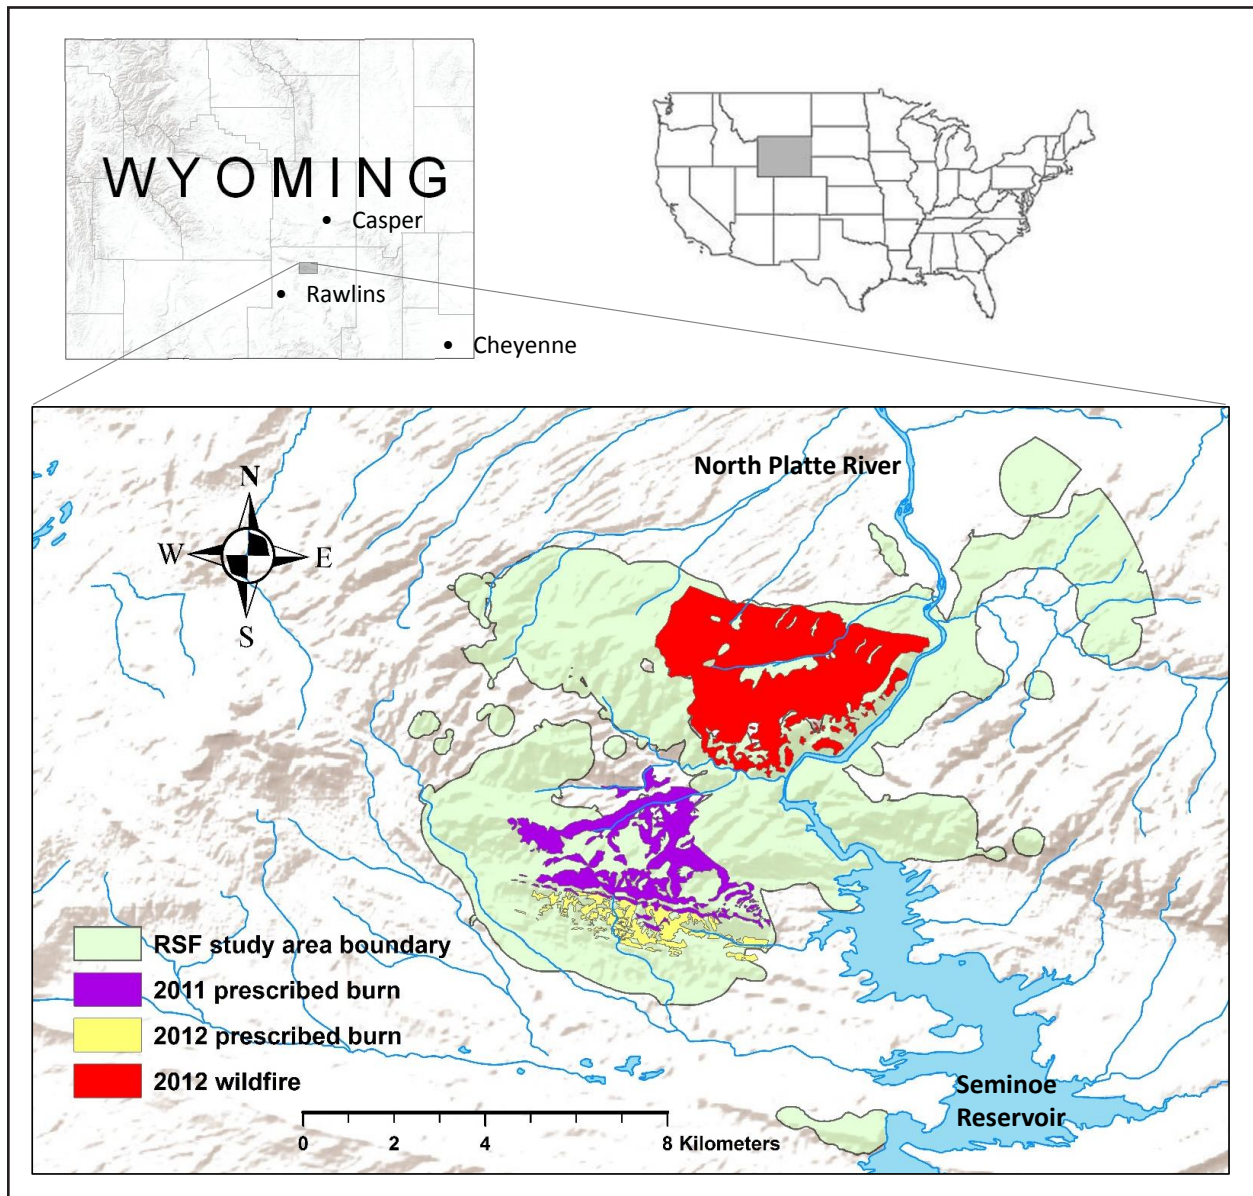 WYOMING
Casper
Rawlins
Cheyenne
North Platte River
N
W
E
S
RSF study area boundary
2011 prescribed burn
2012 prescribed burn
2012 wildfire
0 2 4 8 Kilometers
Seminoe
Reservoir